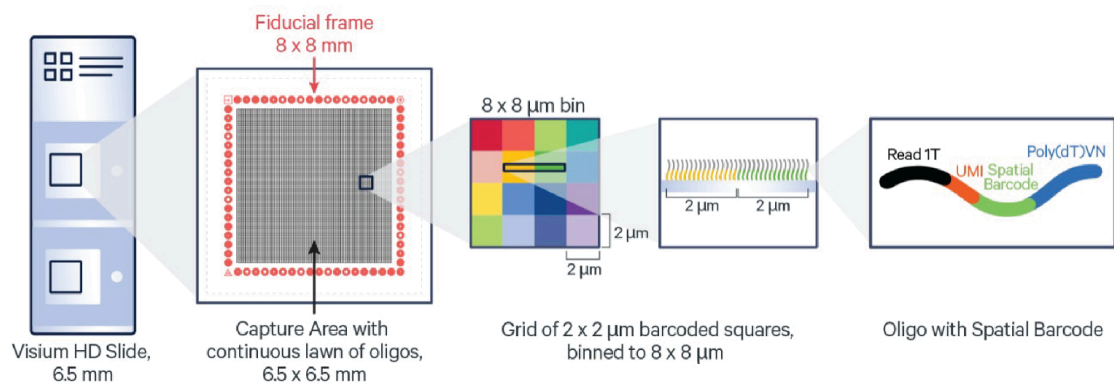 Fiducial frame
8 x 8 mm
8 x 8 µm bin
Read 1T
UMI
Spatial
Barcode
Poly(dT)VN
2 µm
2 µm
2 µm
2 µm
Visium HD Slide,
6.5 mm
Capture Area with
continuous lawn of oligos,
6.5 x 6.5 mm
Grid of 2 x 2 µm barcoded squares,
binned to 8 x 8 µm
Oligo with Spatial Barcode